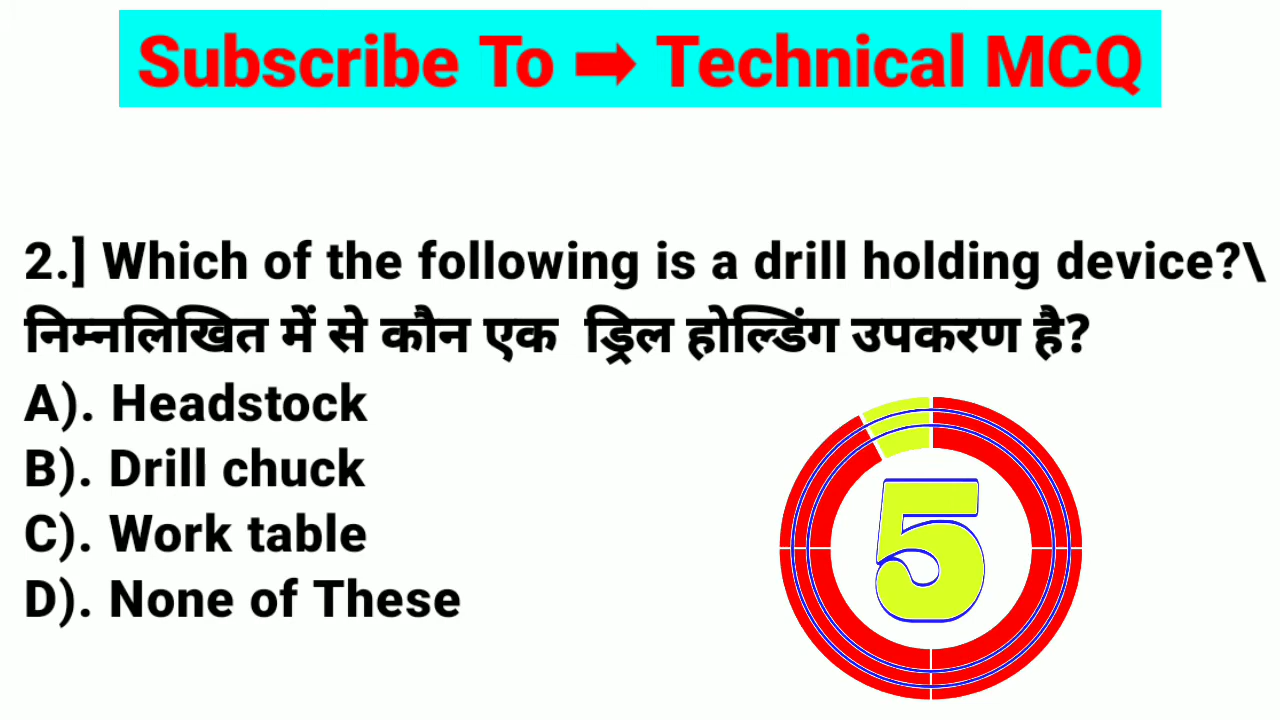 Subscribe To ➡ Technical MCQ
2.] Which of the following is a drill holding device?\
निम्नलिखित में से कौन एक ड्रिल होल्डिंग उपकरण है?
A). Headstock
B). Drill chuck
C). Work table
D). None of These
5